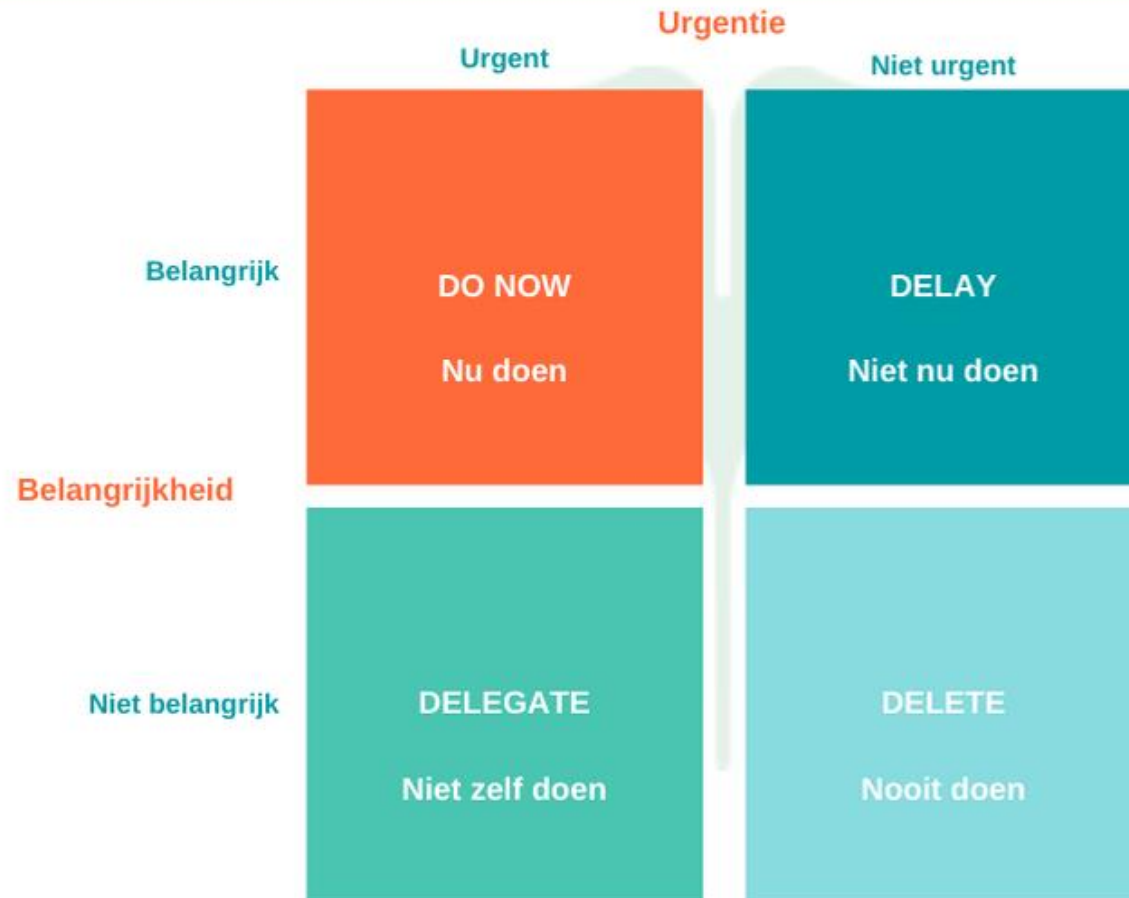 Urgentie
Urgent
Niet urgent
Belangrijk
DO NOW
Nu doen
DELAY
Niet nu doen
Belangrijkheid
Niet belangrijk
DELEGATE
Niet zelf doen
DELETE
Nooit doen